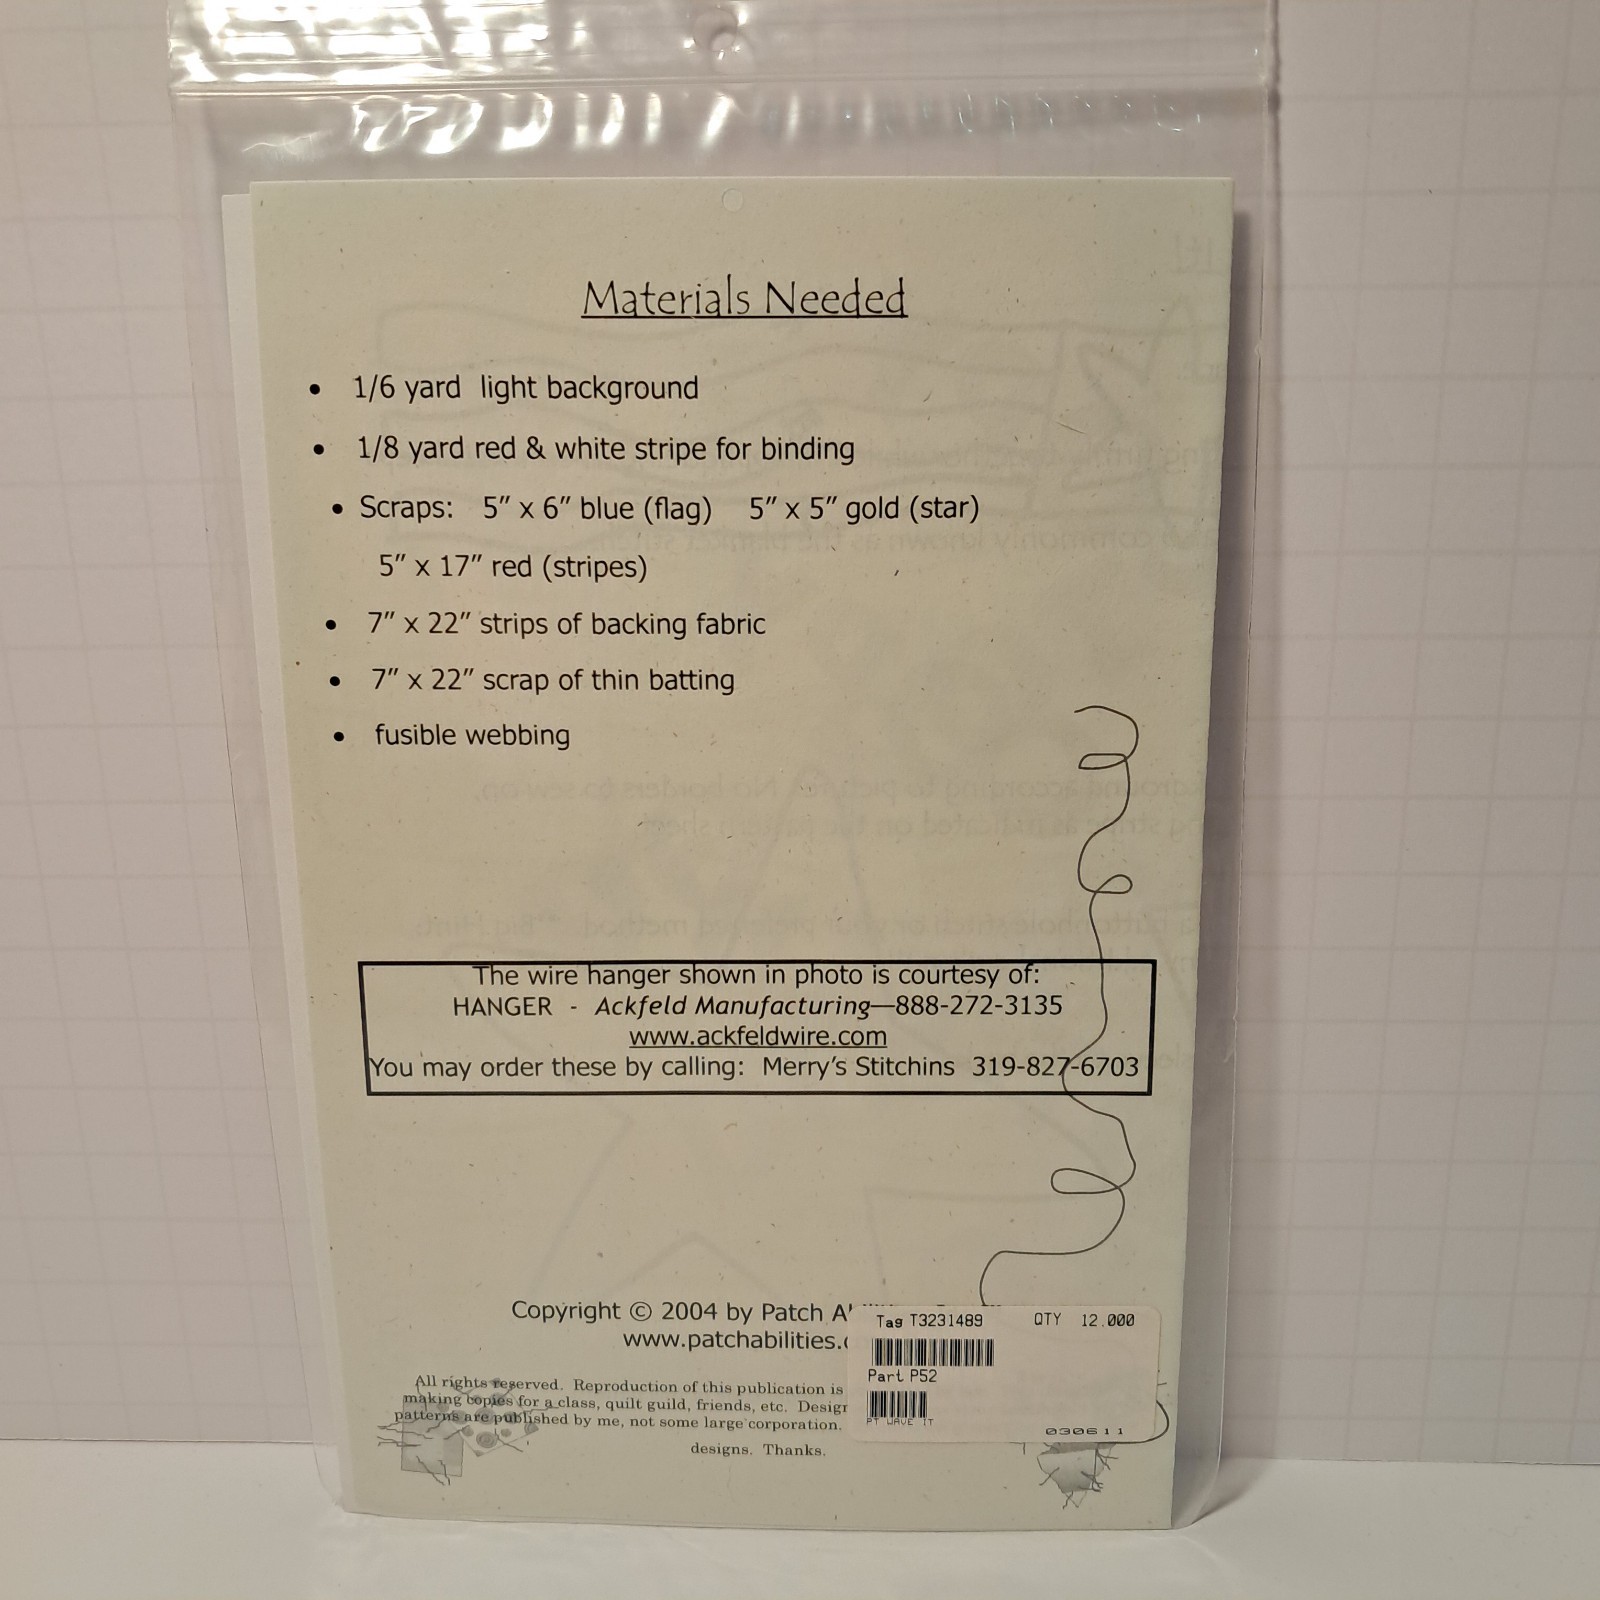 Materials Needed
• 1/6 yard  light background
• 1/8 yard red & white stripe for binding
• Scraps:  5” x 6” blue (flag)  5” x 5” gold (star)
5” x 17” red (stripes)
• 7” x 22” strips of backing fabric
• 7” x 22” scrap of thin batting
• fusible webbing
The wire hanger shown in photo is courtesy of:
HANGER - Ackfeld Manufacturing—888-272-3135
www.ackfeldwire.com
You may order these by calling:  Merry’s Stitchins  319-827-6703
Copyright © 2004 by Patch
www.patchabilities.
All rights reserved.  Reproduction of this publication is
making copies for a class, quilt guild, friends, etc.
patterns are published by me, not some large corporation.
designs.  Thanks.
Tag T3231489 QTY 12.000
Part P52
PT WAVE IT
030611